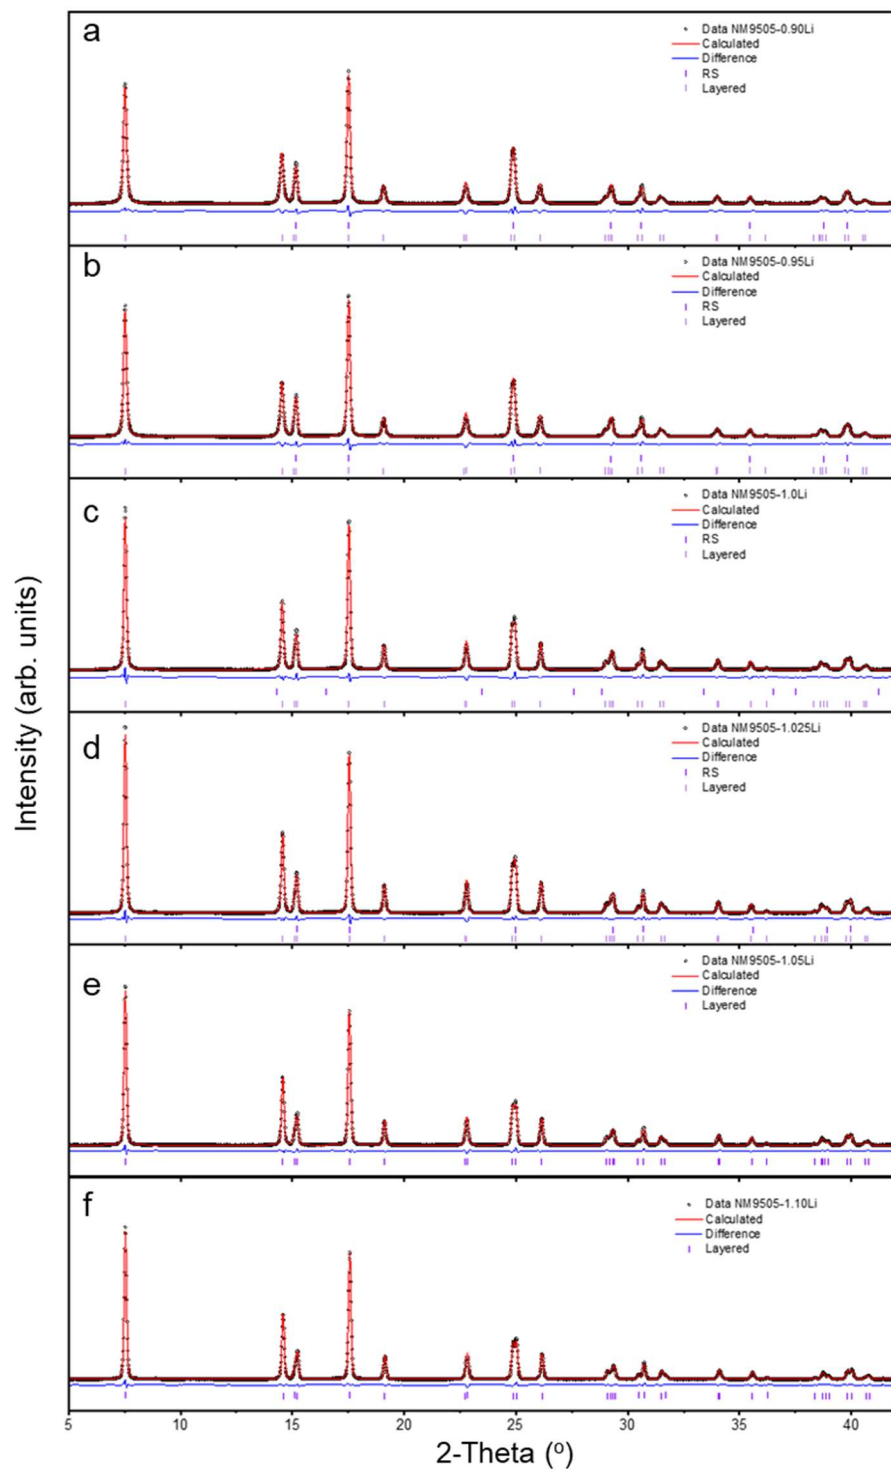 a
Data NM9505-0.90Li
Calculated
Difference
RS
Layered
b
Data NM9505-0.95Li
Calculated
Difference
RS
Layered
c
Data NM9505-1.0Li
Calculated
Difference
RS
Layered
d
Data NM9505-1.025Li
Calculated
Difference
RS
Layered
e
Data NM9505-1.05Li
Calculated
Difference
Layered
f
Data NM9505-1.10Li
Calculated
Difference
Layered
Intensity (arb. units)
5 10 15 20 25 30 35 40
2-Theta (º)